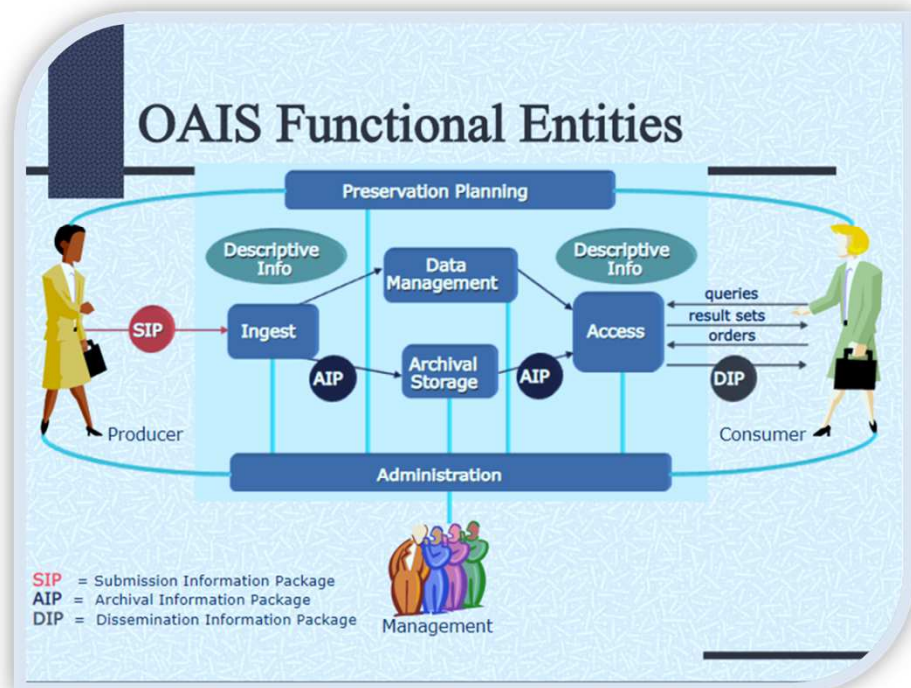 OAIS Functional Entities
Preservation Planning
Descriptive
Info
Data
Management
Descriptive
Info
queries
result sets
orders
SIP
Ingest
Access
AIP
Archival
Storage
AIP
DIP
Producer
Consumer
Administration
SIP = Submission Information Package
AIP = Archival Information Package
DIP = Dissemination Information Package
Management